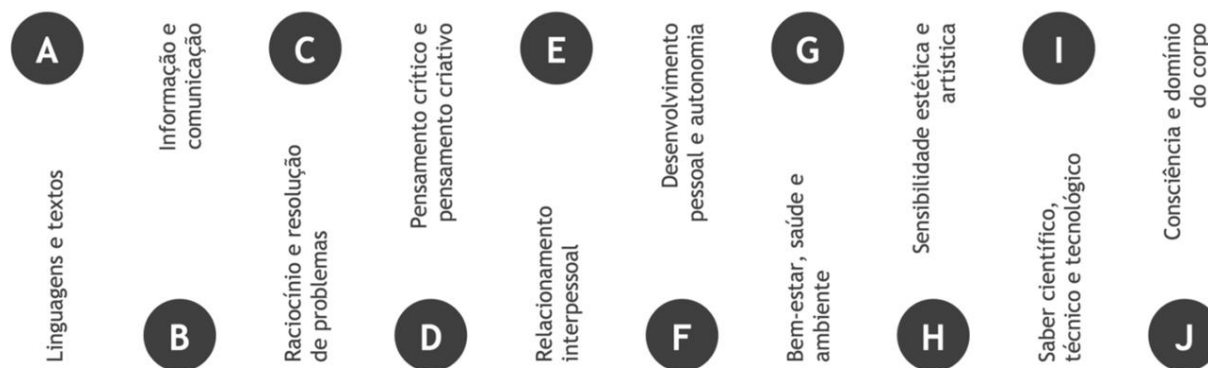 A
Linguagens e textos
B
Informação e
comunicação
C
Raciocínio e resolução
de problemas
D
Pensamento crítico e
pensamento criativo
E
Relacionamento
interpessoal
F
Desenvolvimento
pessoal e autonomia
G
Bem-estar, saúde e
ambiente
H
Sensibilidade estética e
artística
I
Saber científico,
técnico e tecnológico
J
Consciência e domínio
do corpo